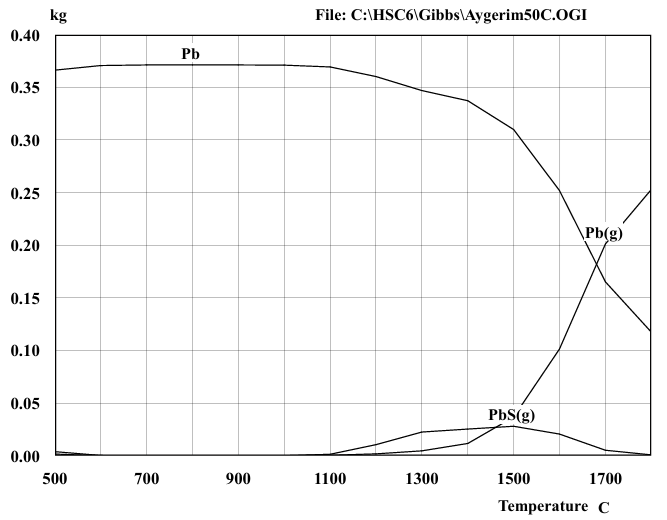 kg
File: C:\HSC6\Gibbs\Aygerim50C.OGI
0.40
Pb
0.35
0.30
0.25
Pb(g)
0.20
0.15
0.10
0.03
PbS(g)
0.00
500 700 900 1100 1300 1500 1700
Temperature C